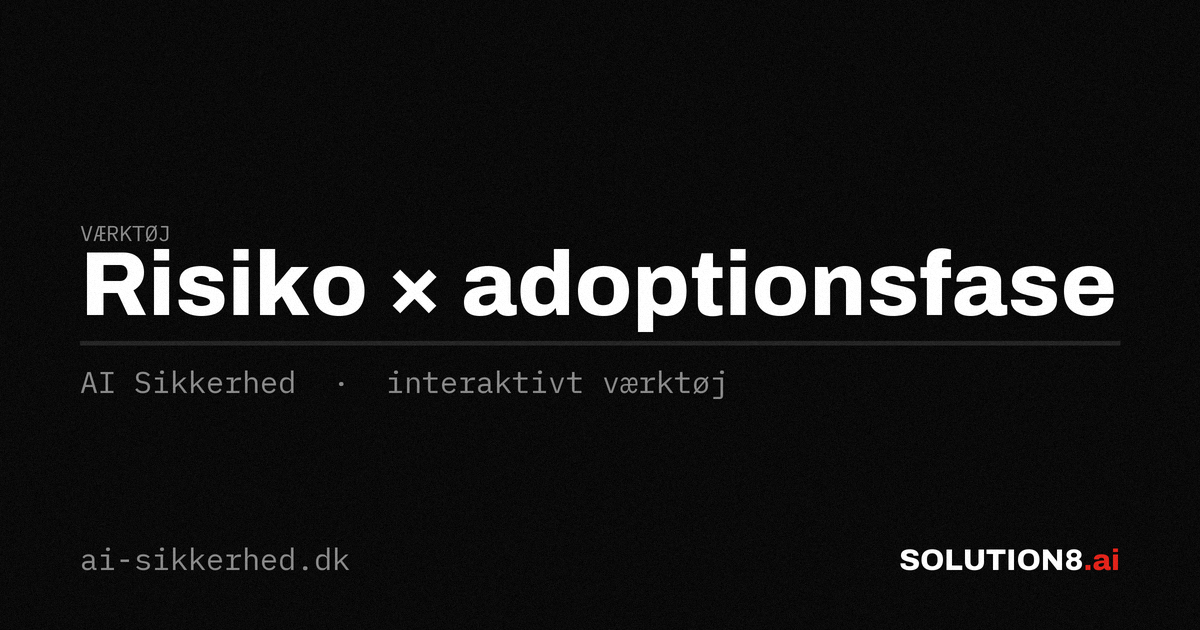 VÆRKTØJ
Risiko × adoptionsfase
AI Sikkerhed · interaktivt værktøj
ai-sikkerhed.dk
SOLUTION8.ai